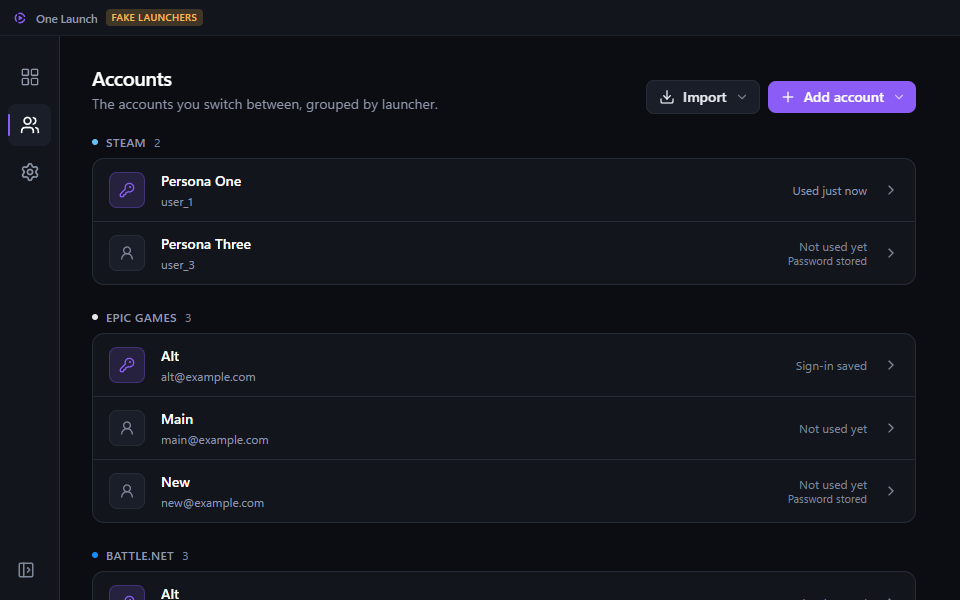 One Launch FAKE LAUNCHERS
Accounts
The accounts you switch between, grouped by launcher.
Import
Add account
STEAM 2
Persona One
user_1
Used just now
Persona Three
user_3
Not used yet
Password stored
EPIC GAMES 3
Alt
alt@example.com
Sign-in saved
Main
main@example.com
Not used yet
New
new@example.com
Not used yet
Password stored
BATTLE.NET 3
Alt